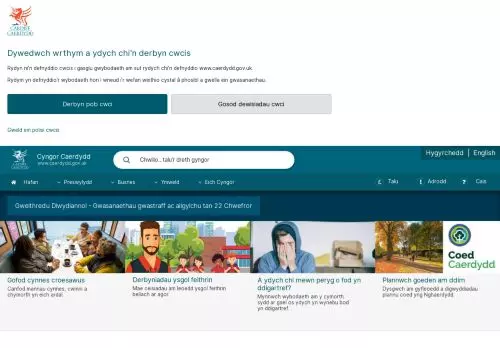 CARDIFF
CAERDYDD
Dywedwch wrthym a ydych chi'n derbyn cwcis
Rydyn ni'n defnyddio cwcis i gasglu gwybodaeth am sut rydych chi'n defnyddio www.caerdydd.gov.uk.
Rydym yn defnyddio'r wybodaeth hon i wneud i'r wefan weithio cystal â phosibl a gwella ein gwasanaethau.
Derbyn pob cwci
Gosod dewisiadau cwci
Gweld ein polisi cwcis
Hygyrchedd | English
Cyngor Caerdydd
www.caerdydd.gov.uk
Chwilio... talu'r dreth gyngor
Hafan
Preswylydd
Busnes
Ymweld
Eich Cyngor
£ Talu
! Adrodd
? Cais
Gweithredu Diwydiannol - Gwasanaethau gwastraff ac ailgylchu tan 22 Chwefror
Coed
Caerdydd
Gofod cynnes croesawus
Canfod mannau cynnes, cwmni a
chymorth yn eich ardal.
Derbyniadau ysgol feithrin
Mae ceisiadau am leoedd ysgol feithrin
bellach ar agor.
A ydych chi mewn perygl o fod yn
ddigartref?
Mynnwch wybodaeth am y cymorth
sydd ar gael os ydych yn wynebu bod
yn ddigartref.
Plannwch goeden am ddim
Dysgwch am gyfleoedd a digwyddiadau
plannu coed yng Nghaerdydd.